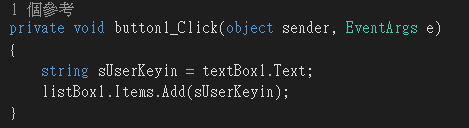 1 個參考
private void button1_Click(object sender, EventArgs e)
{
    string sUserKeyin = textBox1.Text;
    listBox1.Items.Add(sUserKeyin);
}